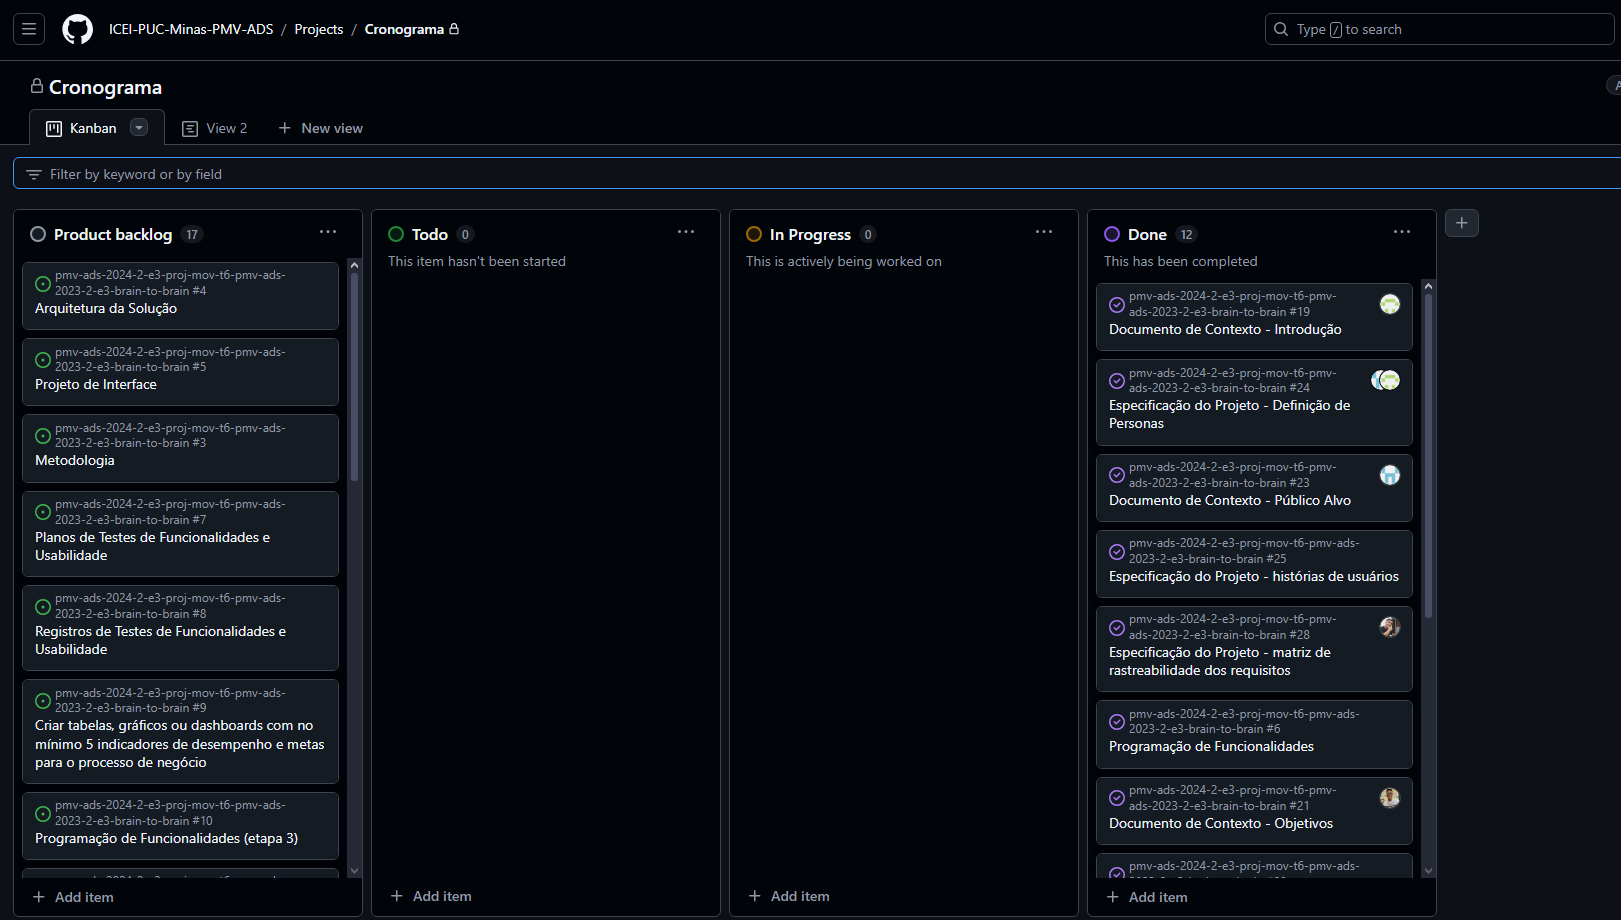 ICEI-PUC-Minas-PMV-ADS / Projects / Cronograma
Type / to search
Cronograma
Kanban
View 2
New view
Filter by keyword or by field
Product backlog 17
pmv-ads-2024-2-e3-proj-mov-t6-pmv-ads-
2023-2-e3-brain-to-brain #4
Arquitetura da Solução
pmv-ads-2024-2-e3-proj-mov-t6-pmv-ads-
2023-2-e3-brain-to-brain #5
Projeto de Interface
pmv-ads-2024-2-e3-proj-mov-t6-pmv-ads-
2023-2-e3-brain-to-brain #3
Metodologia
pmv-ads-2024-2-e3-proj-mov-t6-pmv-ads-
2023-2-e3-brain-to-brain #7
Planos de Testes de Funcionalidades e
Usabilidade
pmv-ads-2024-2-e3-proj-mov-t6-pmv-ads-
2023-2-e3-brain-to-brain #8
Registros de Testes de Funcionalidades e
Usabilidade
pmv-ads-2024-2-e3-proj-mov-t6-pmv-ads-
2023-2-e3-brain-to-brain #9
Criar tabelas, gráficos ou dashboards com no
mínimo 5 indicadores de desempenho e metas
para o processo de negócio
pmv-ads-2024-2-e3-proj-mov-t6-pmv-ads-
2023-2-e3-brain-to-brain #10
Programação de Funcionalidades (etapa 3)
Add item
Todo 0
This item hasn't been started
Add item
In Progress 0
This is actively being worked on
Add item
Done 12
This has been completed
pmv-ads-2024-2-e3-proj-mov-t6-pmv-
ads-2023-2-e3-brain-to-brain #19
Documento de Contexto - Introdução
pmv-ads-2024-2-e3-proj-mov-t6-pmv-
ads-2023-2-e3-brain-to-brain #24
Especificação do Projeto - Definição de
Personas
pmv-ads-2024-2-e3-proj-mov-t6-pmv-
ads-2023-2-e3-brain-to-brain #23
Documento de Contexto - Público Alvo
pmv-ads-2024-2-e3-proj-mov-t6-pmv-ads-
2023-2-e3-brain-to-brain #25
Especificação do Projeto - histórias de usuários
pmv-ads-2024-2-e3-proj-mov-t6-pmv-
ads-2023-2-e3-brain-to-brain #28
Especificação do Projeto - matriz de
rastreabilidade dos requisitos
pmv-ads-2024-2-e3-proj-mov-t6-pmv-ads-
2023-2-e3-brain-to-brain #6
Programação de Funcionalidades
pmv-ads-2024-2-e3-proj-mov-t6-pmv-
ads-2023-2-e3-brain-to-brain #21
Documento de Contexto - Objetivos
pmv-ads-2024-2-e3-proj-mov-t6-pmv-ads-
Add item